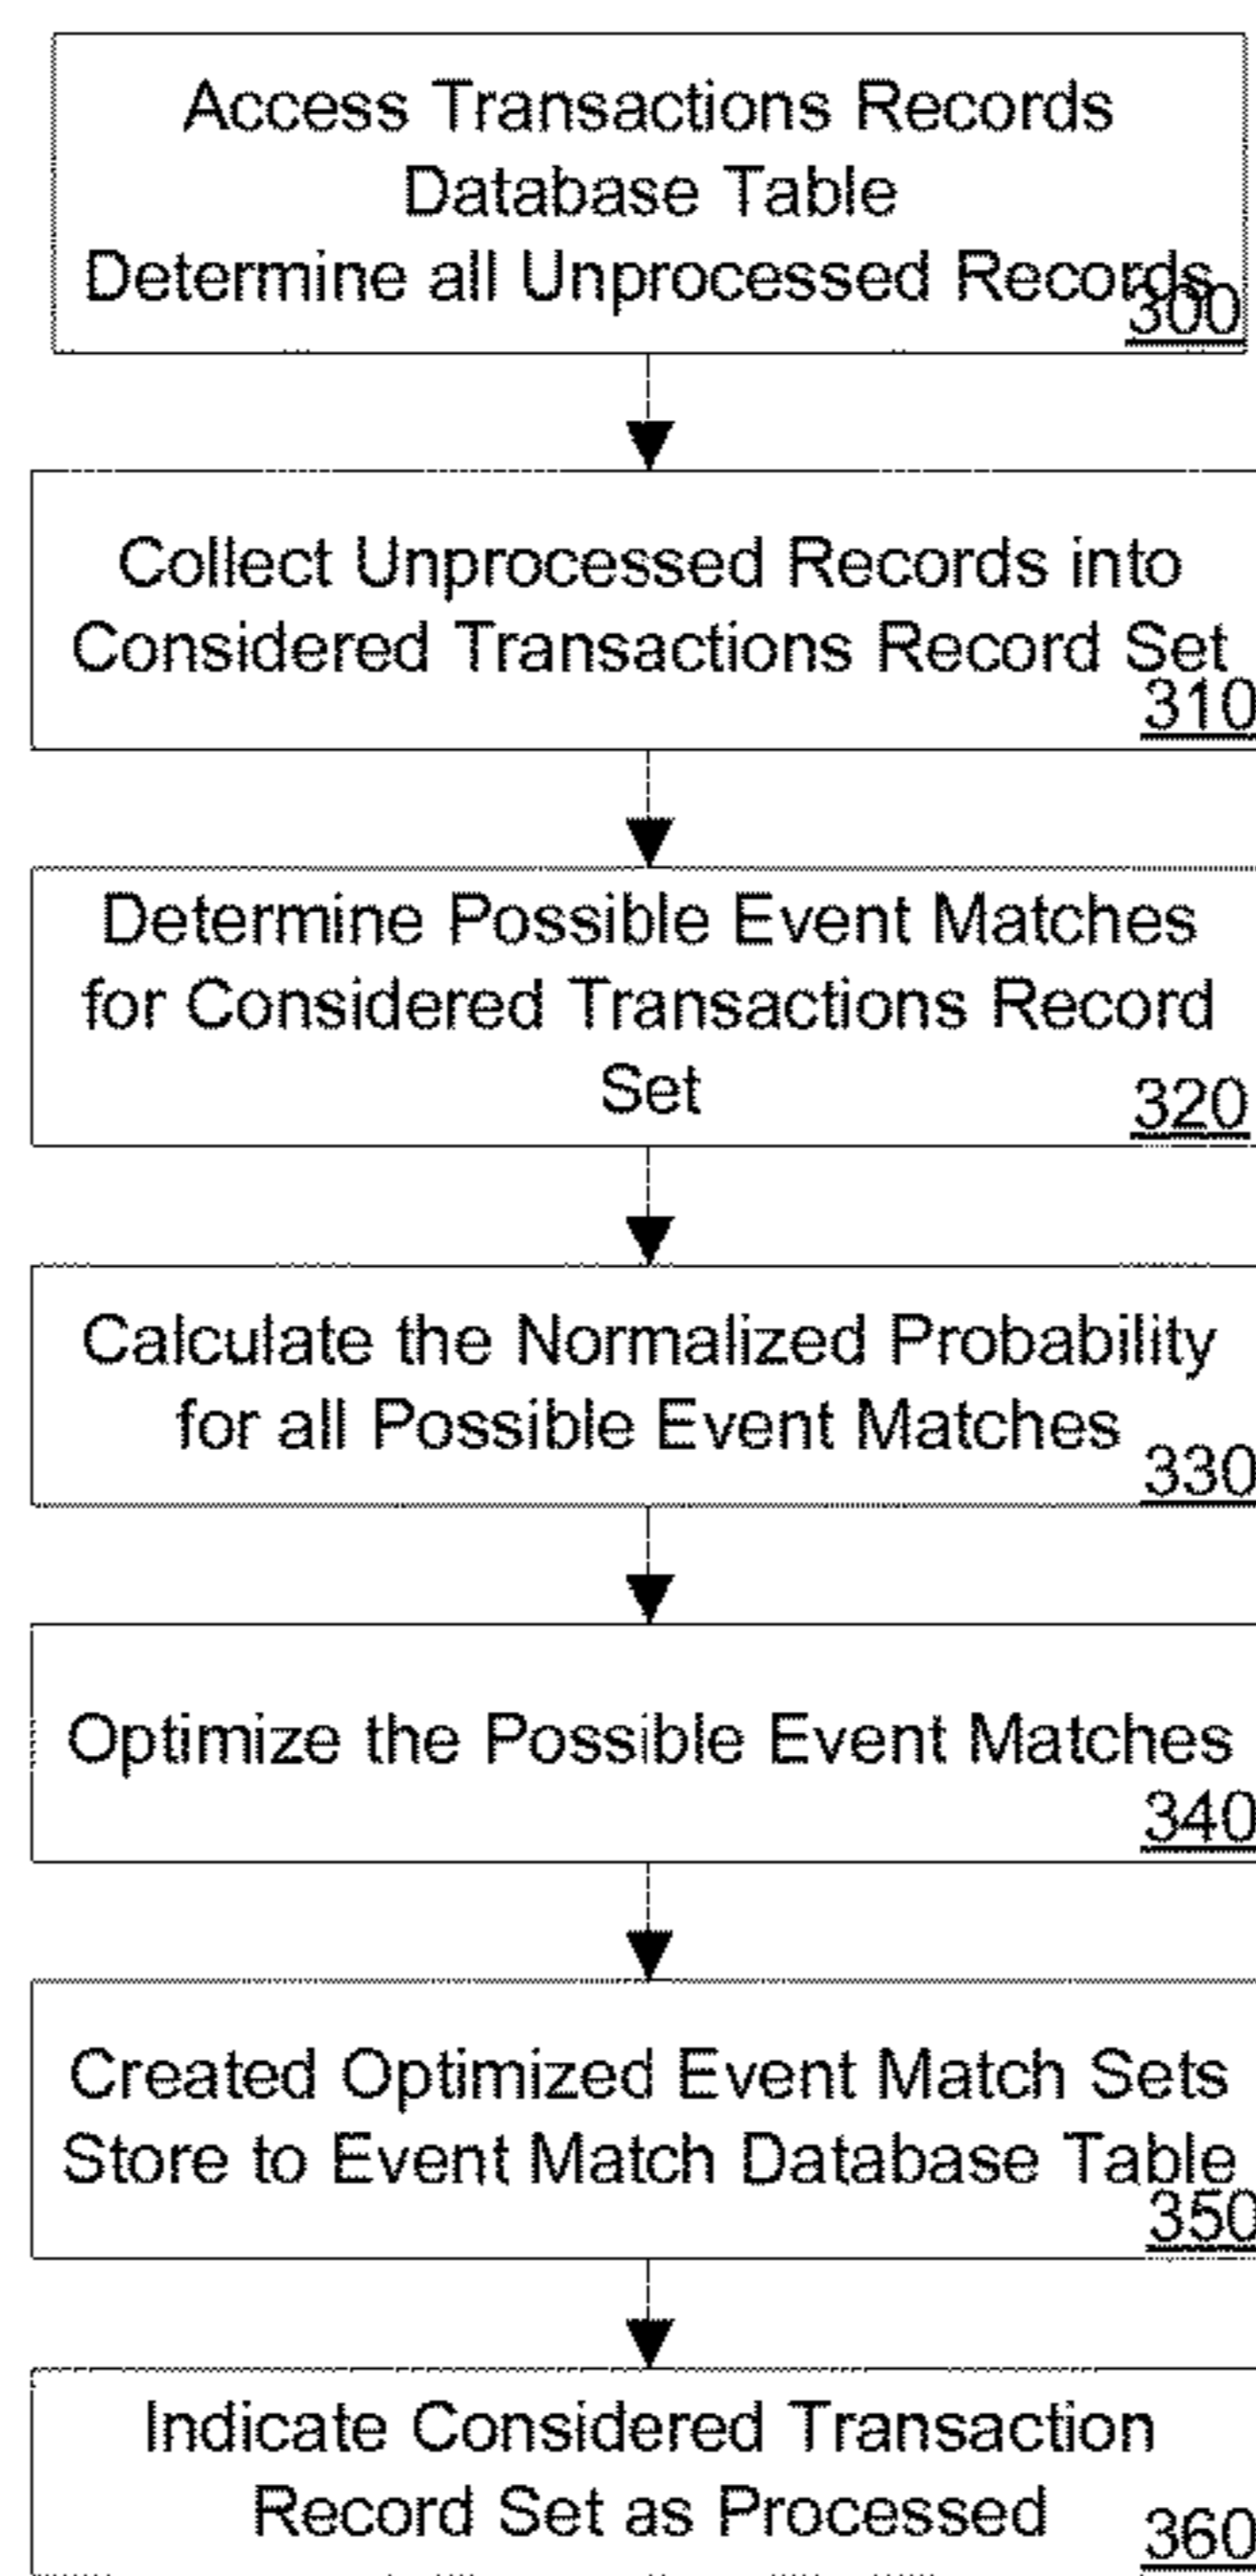 Access Transactions Records
Database Table
Determine all Unprocessed Records
300
Collect Unprocessed Records into
Considered Transactions Record Set
310
Determine Possible Event Matches
for Considered Transactions Record
Set
320
Calculate the Normalized Probability
for all Possible Event Matches
330
Optimize the Possible Event Matches
340
Created Optimized Event Match Sets
Store to Event Match Database Table
350
Indicate Considered Transaction
Record Set as Processed
360